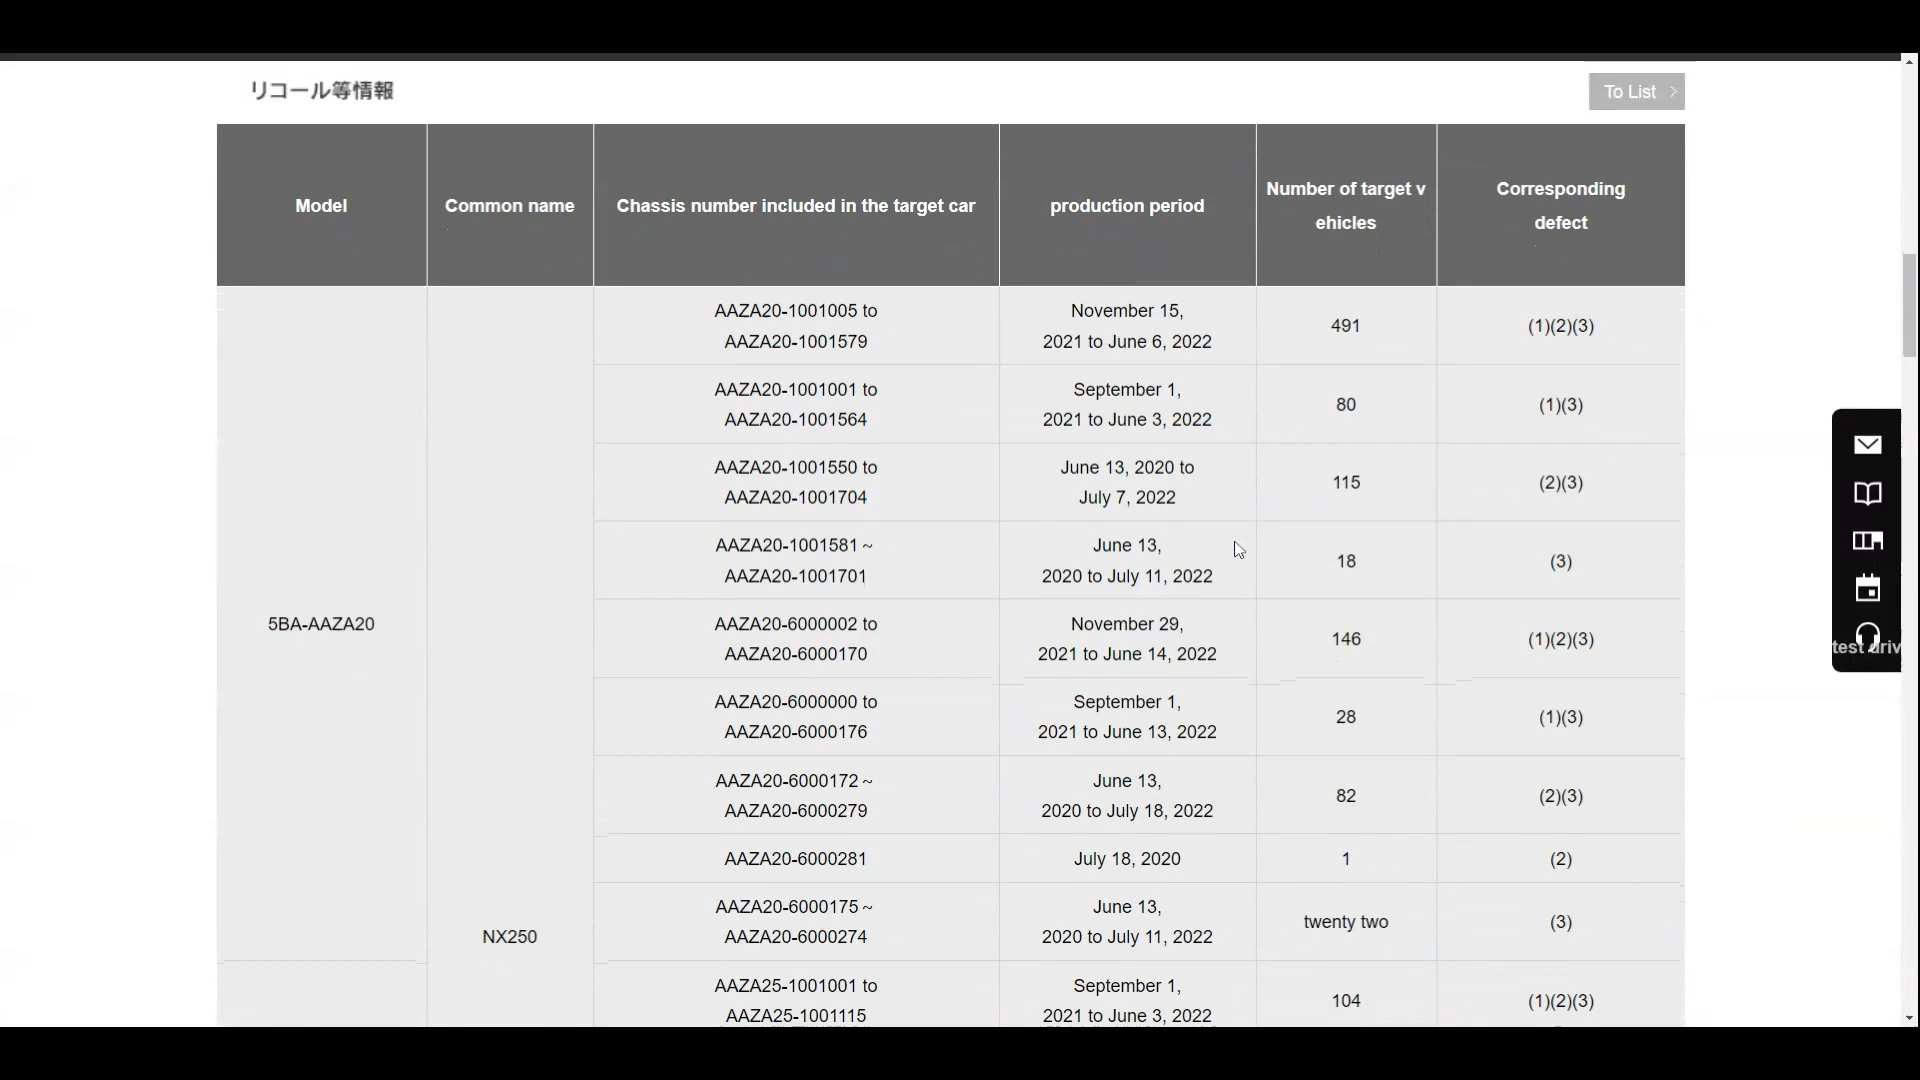 リコール等情報
To List
Model
Common name
Chassis number included in the target car
production period
Number of target v
ehicles
Corresponding
defect
AAZA20-1001005 to
AAZA20-1001579
November 15,
2021 to June 6, 2022
491
(1)(2)(3)
AAZA20-1001001 to
AAZA20-1001564
September 1,
2021 to June 3, 2022
80
(1)(3)
AAZA20-1001550 to
AAZA20-1001704
June 13, 2020 to
July 7, 2022
115
(2)(3)
AAZA20-1001581 ~
AAZA20-1001701
June 13,
2020 to July 11, 2022
18
(3)
5BA-AAZA20
AAZA20-6000002 to
AAZA20-6000170
November 29,
2021 to June 14, 2022
146
(1)(2)(3)
test driv
AAZA20-6000000 to
AAZA20-6000176
September 1,
2021 to June 13, 2022
28
(1)(3)
AAZA20-6000172 ~
AAZA20-6000279
June 13,
2020 to July 18, 2022
82
(2)(3)
AAZA20-6000281
July 18, 2020
1
(2)
NX250
AAZA20-6000175 ~
AAZA20-6000274
June 13,
2020 to July 11, 2022
twenty two
(3)
AAZA25-1001001 to
AAZA25-1001115
September 1,
2021 to June 3, 2022
104
(1)(2)(3)